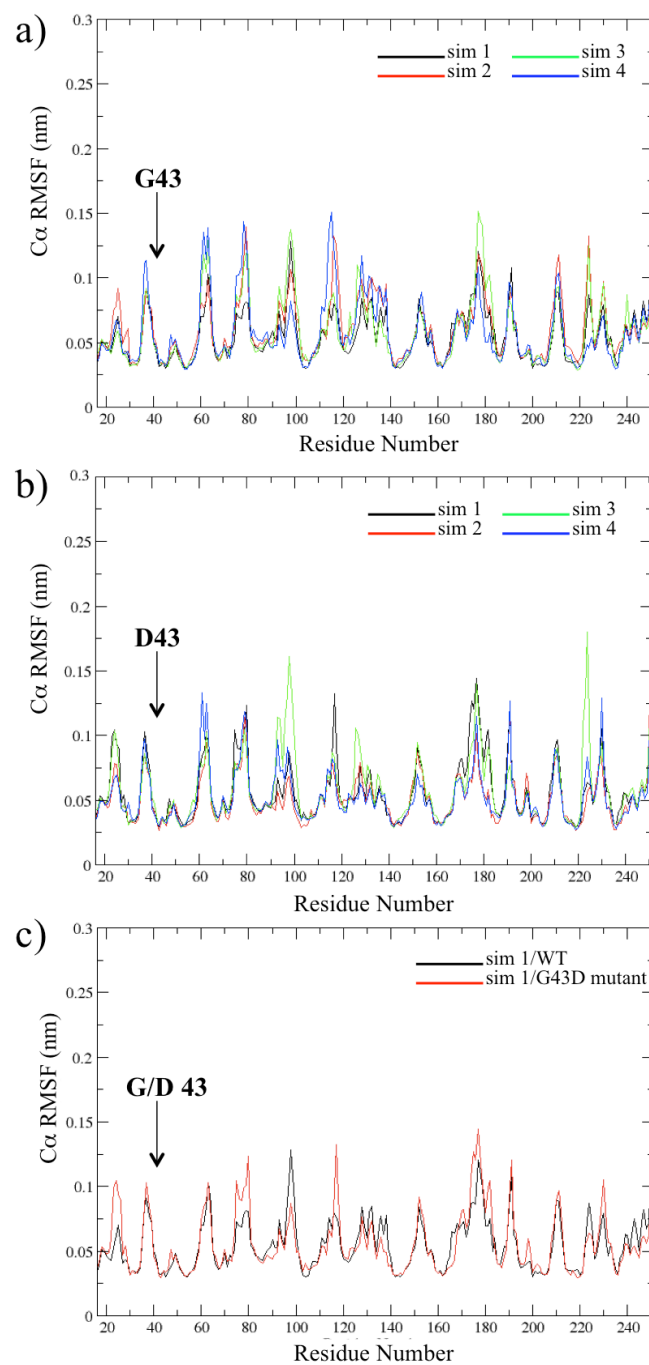 a)
0.3
sim 1 sim 3
sim 2 sim 4
0.25
0.2
G43
0.15
0.1
0.05
0
Cα RMSF (nm)
20 40 60 80 100 120 140 160 180 200 220 240
Residue Number
b)
0.3
sim 1 sim 3
sim 2 sim 4
0.25
0.2
D43
0.15
0.1
0.05
0
Cα RMSF (nm)
20 40 60 80 100 120 140 160 180 200 220 240
Residue Number
c)
0.3
sim 1/WT
sim 1/G43D mutant
0.25
0.2
G/D 43
0.15
0.1
0.05
0
Cα RMSF (nm)
20 40 60 80 100 120 140 160 180 200 220 240
Residue Number